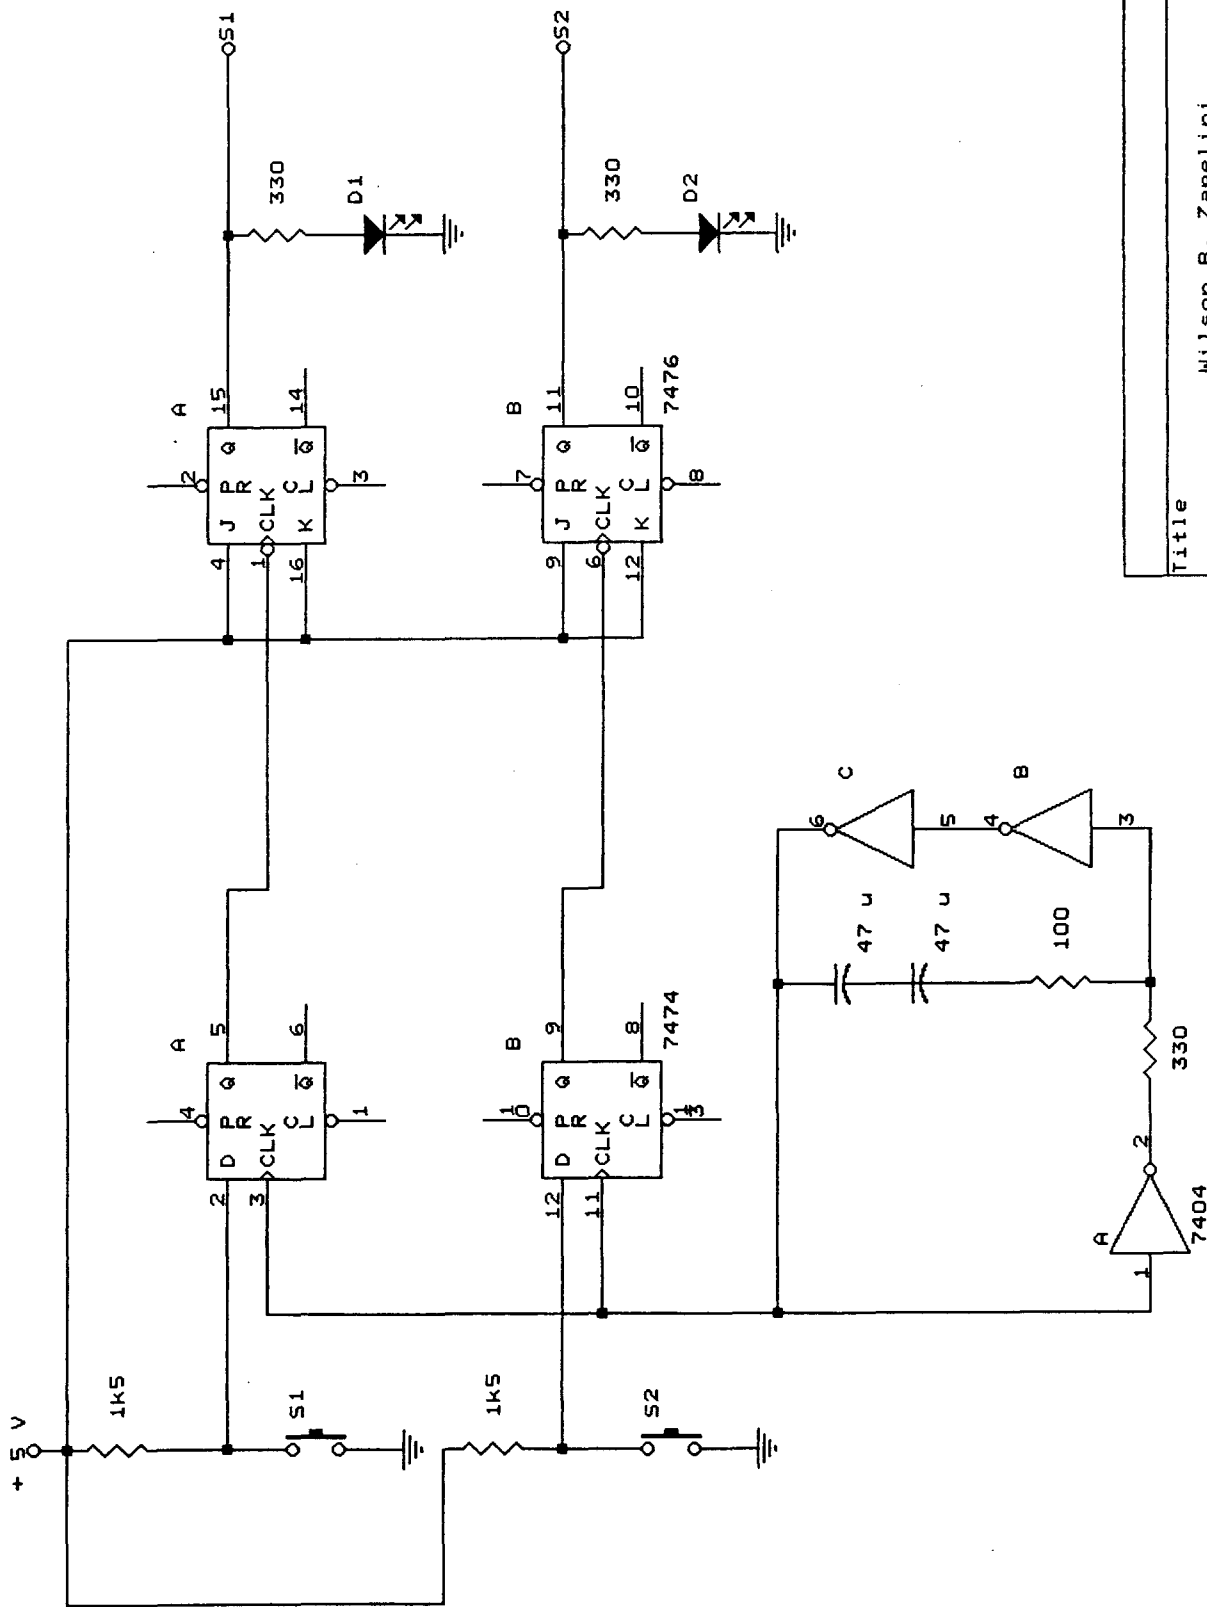 + 5 V
1k5
S1
2
D
3
CLK
4
PR
CL
1
Q
Q̅
5
6
A
4
J
1
CLK
16
K
2
PR
CL
3
Q
Q̅
15
14
A
330
D1
S1
1k5
S2
12
D
11
CLK
10
PR
CL
13
Q
Q̅
9
8
B
7474
9
J
6
CLK
12
K
7
PR
CL
8
Q
Q̅
11
10
B
7476
330
D2
S2
47 u
47 u
100
6
C
5
4
B
3
1
A
2
7404
330
Title
Wilson B.